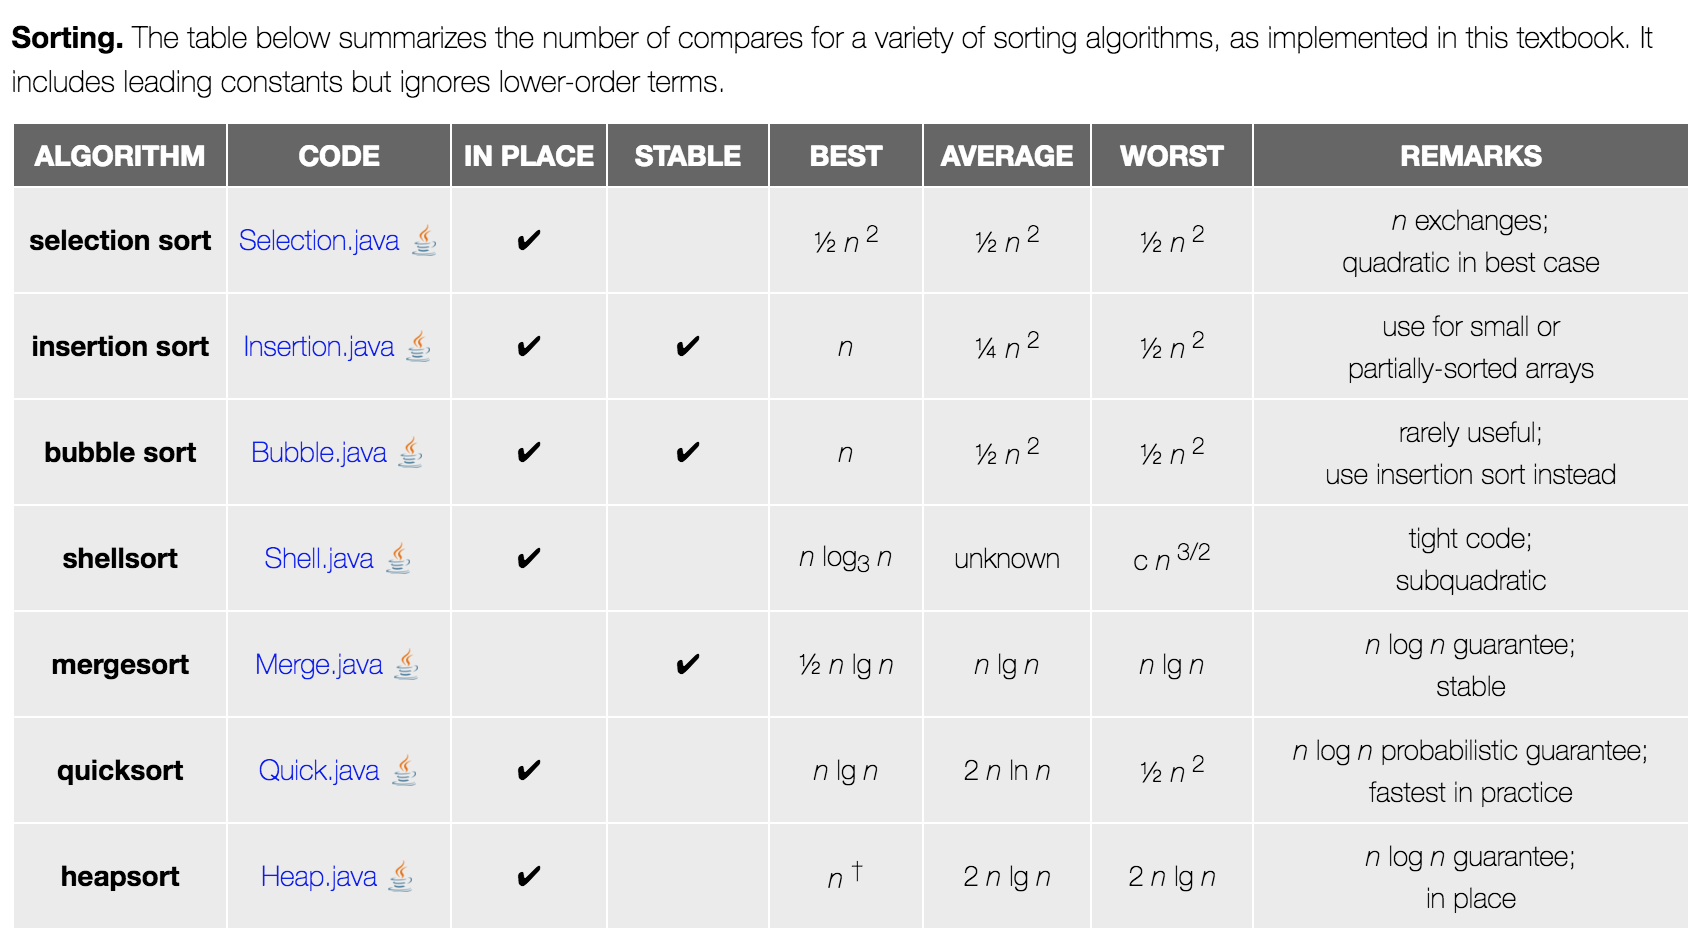 Sorting. The table below summarizes the number of compares for a variety of sorting algorithms, as implemented in this textbook. It
includes leading constants but ignores lower-order terms.
ALGORITHM CODE IN PLACE STABLE BEST AVERAGE WORST REMARKS
selection sort Selection.java ✔ ½ n 2 ½ n 2 ½ n 2 n exchanges;
quadratic in best case
insertion sort Insertion.java ✔ ✔ n ¼ n 2 ½ n 2 use for small or
partially-sorted arrays
bubble sort Bubble.java ✔ ✔ n ½ n 2 ½ n 2 rarely useful;
use insertion sort instead
shellsort Shell.java ✔ n log3 n unknown c n 3/2 tight code;
subquadratic
mergesort Merge.java ✔ ½ n lg n n lg n n lg n n log n guarantee;
stable
quicksort Quick.java ✔ n lg n 2 n ln n ½ n 2 n log n probabilistic guarantee;
fastest in practice
heapsort Heap.java ✔ n † 2 n lg n 2 n lg n n log n guarantee;
in place